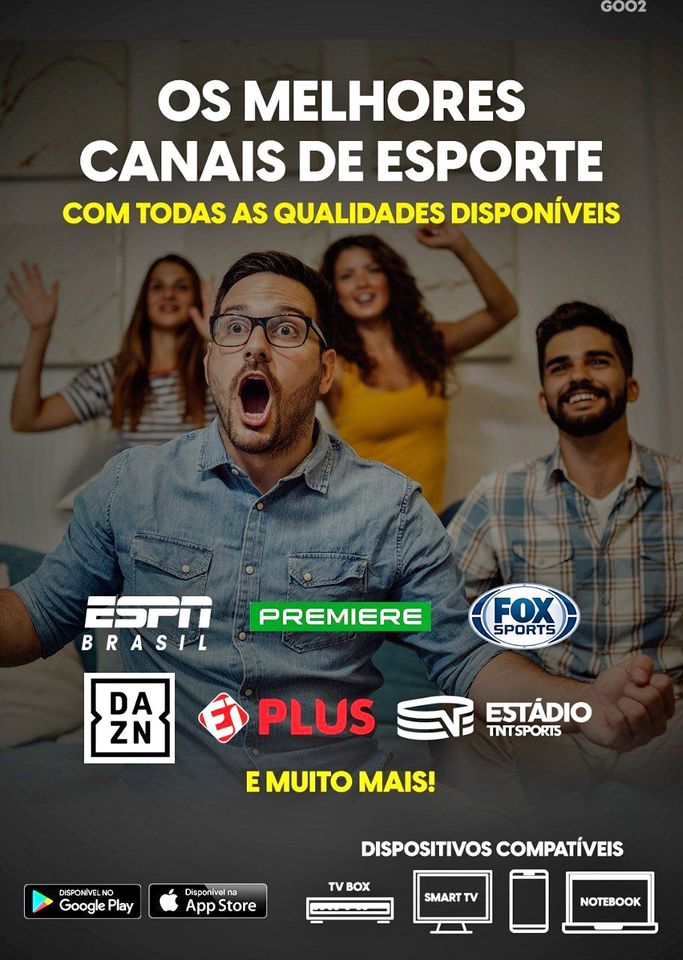 GOO2
OS MELHORES
CANAIS DE ESPORTE
COM TODAS AS QUALIDADES DISPONÍVEIS
ESPN
BRASIL
PREMIERE
FOX
SPORTS
DA
ZN
EI PLUS
ESTÁDIO
TNT SPORTS
E MUITO MAIS!
DISPOSITIVOS COMPATÍVEIS
DISPONÍVEL NO
Google Play
Disponível na
App Store
TV BOX
SMART TV
NOTEBOOK